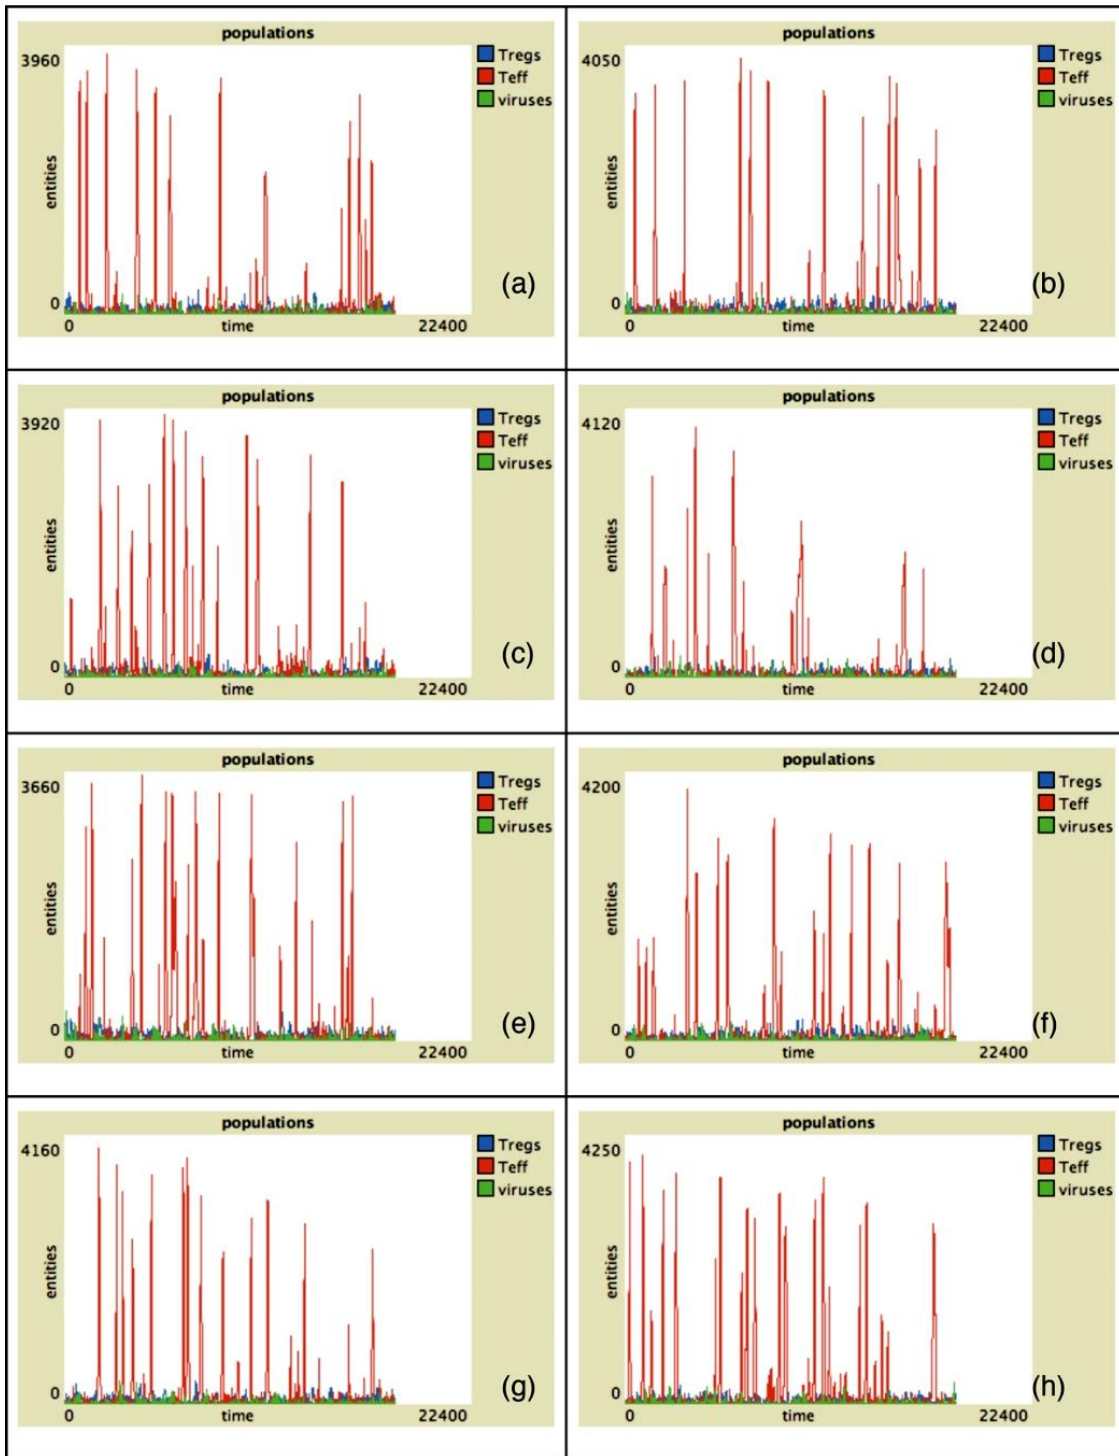 populations
3960
entities
0
0
time
22400
Tregs
Teff
viruses
(a)
populations
4050
entities
0
0
time
22400
Tregs
Teff
viruses
(b)
populations
3920
entities
0
0
time
22400
Tregs
Teff
viruses
(c)
populations
4120
entities
0
0
time
22400
Tregs
Teff
viruses
(d)
populations
3660
entities
0
0
time
22400
Tregs
Teff
viruses
(e)
populations
4200
entities
0
0
time
22400
Tregs
Teff
viruses
(f)
populations
4160
entities
0
0
time
22400
Tregs
Teff
viruses
(g)
populations
4250
entities
0
0
time
22400
Tregs
Teff
viruses
(h)